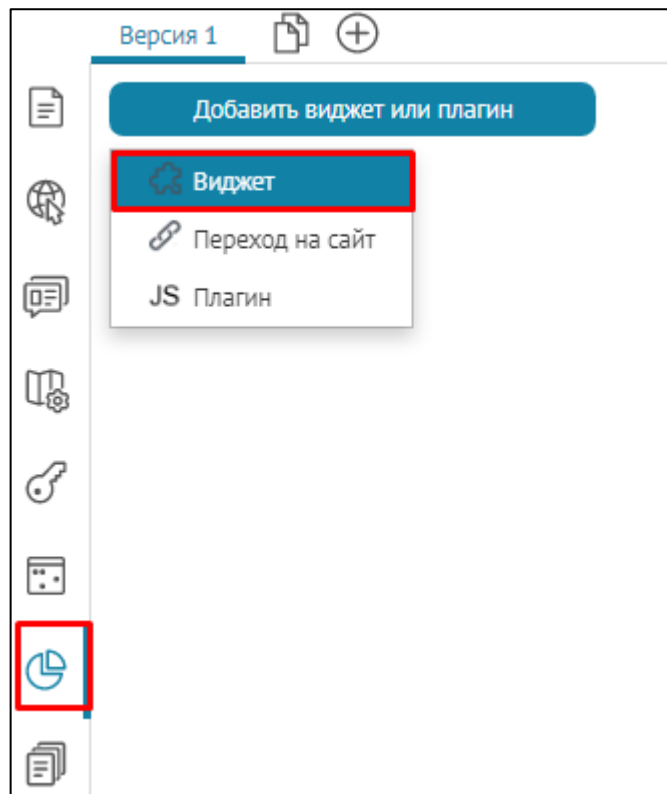 Версия 1
Добавить виджет или плагин
Виджет
Переход на сайт
JS Плагин